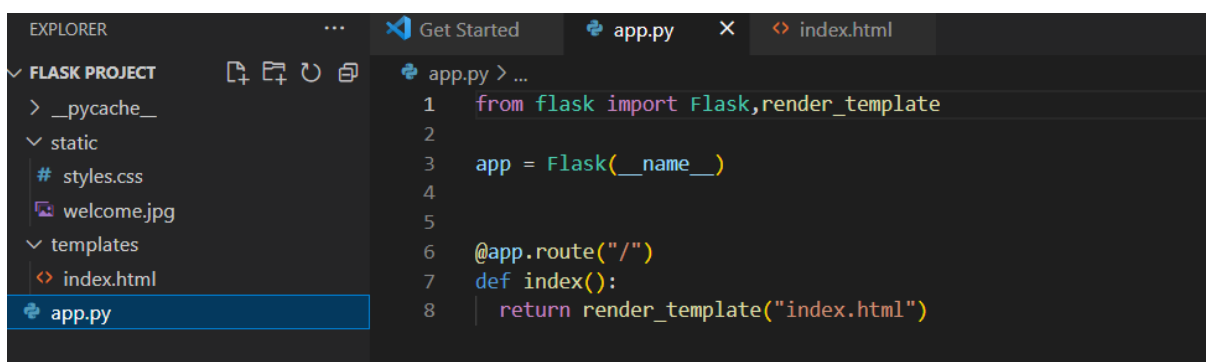 EXPLORER ...
FLASK PROJECT
__pycache__
static
# styles.css
welcome.jpg
templates
<> index.html
app.py
Get Started app.py × <> index.html
app.py > ...
1 from flask import Flask,render_template
2
3 app = Flask(__name__)
4
5
6 @app.route("/")
7 def index():
8 return render_template("index.html")